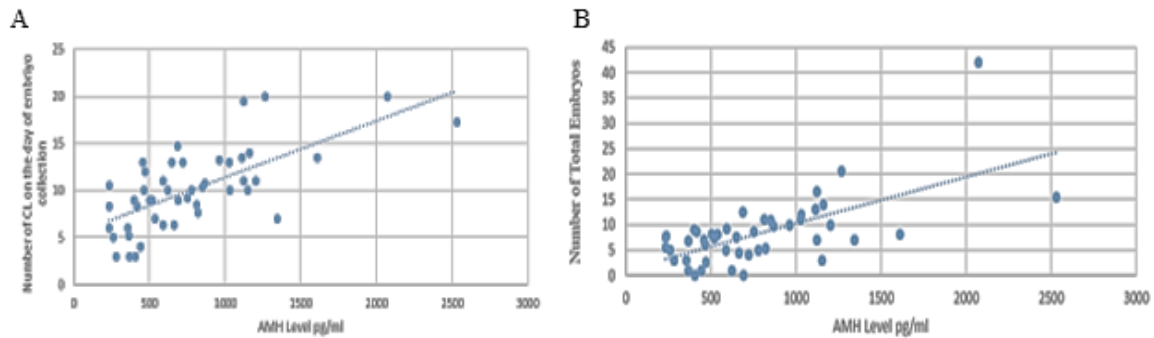 A
B
Number of CL on the-day of embriyo
collection
25
20
15
10
5
0
0 500 1000 1500 2000 2500 3000
AMH Level pg/ml
Number of Total Embryos
45
40
35
30
25
20
15
10
5
0
0 500 1000 1500 2000 2500 3000
AMH Level pg/ml